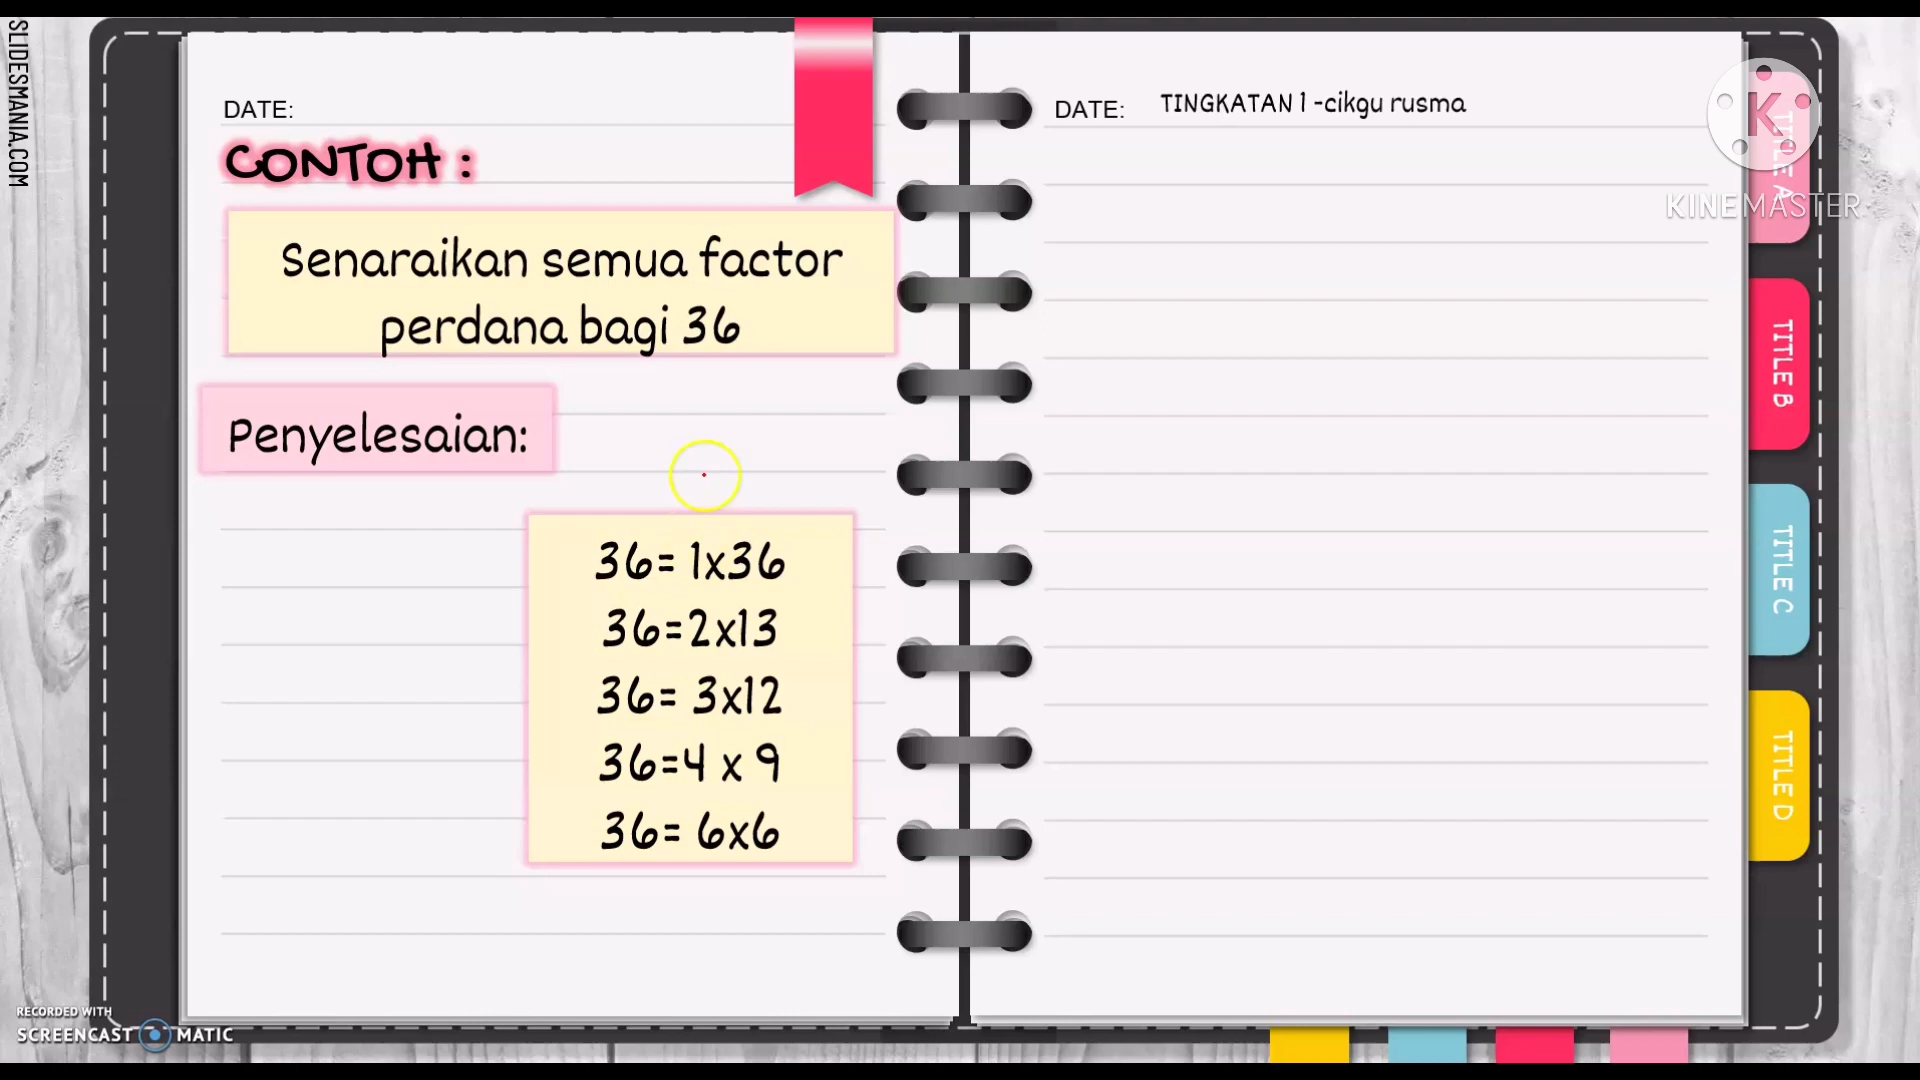 SLIDESMANIA.COM
DATE:
CONTOH :
Senaraikan semua factor
perdana bagi 36
Penyelesaian:
36= 1x36
36=2x13
36= 3x12
36=4 x 9
36= 6x6
DATE:
TINGKATAN 1 -cikgu rusma
K
KINEMASTER
TITLE A
TITLE B
TITLE C
TITLE D
RECORDED WITH
SCREENCAST MATIC